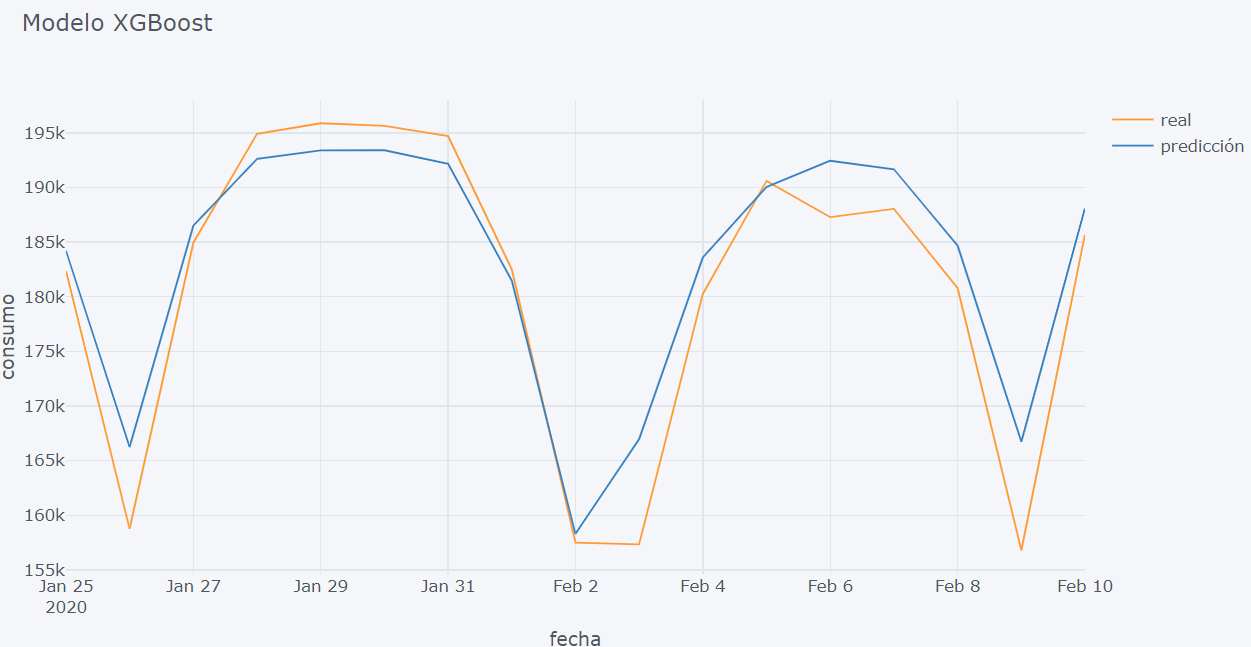 Modelo XGBoost
real
predicción
195k
190k
185k
180k
175k
170k
165k
160k
155k
consumo
Jan 25 Jan 27 Jan 29 Jan 31 Feb 2 Feb 4 Feb 6 Feb 8 Feb 10
2020
fecha